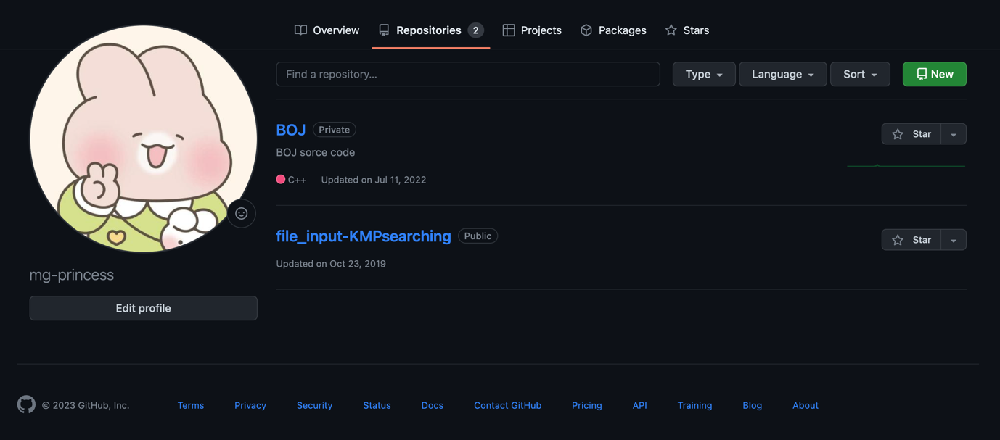 Overview Repositories 2 Projects Packages Stars
Find a repository...
Type Language Sort New
BOJ Private
Star
BOJ sorce code
C++ Updated on Jul 11, 2022
file_input-KMPsearching Public
Star
Updated on Oct 23, 2019
mg-princess
Edit profile
© 2023 GitHub, Inc. Terms Privacy Security Status Docs Contact GitHub Pricing API Training Blog About